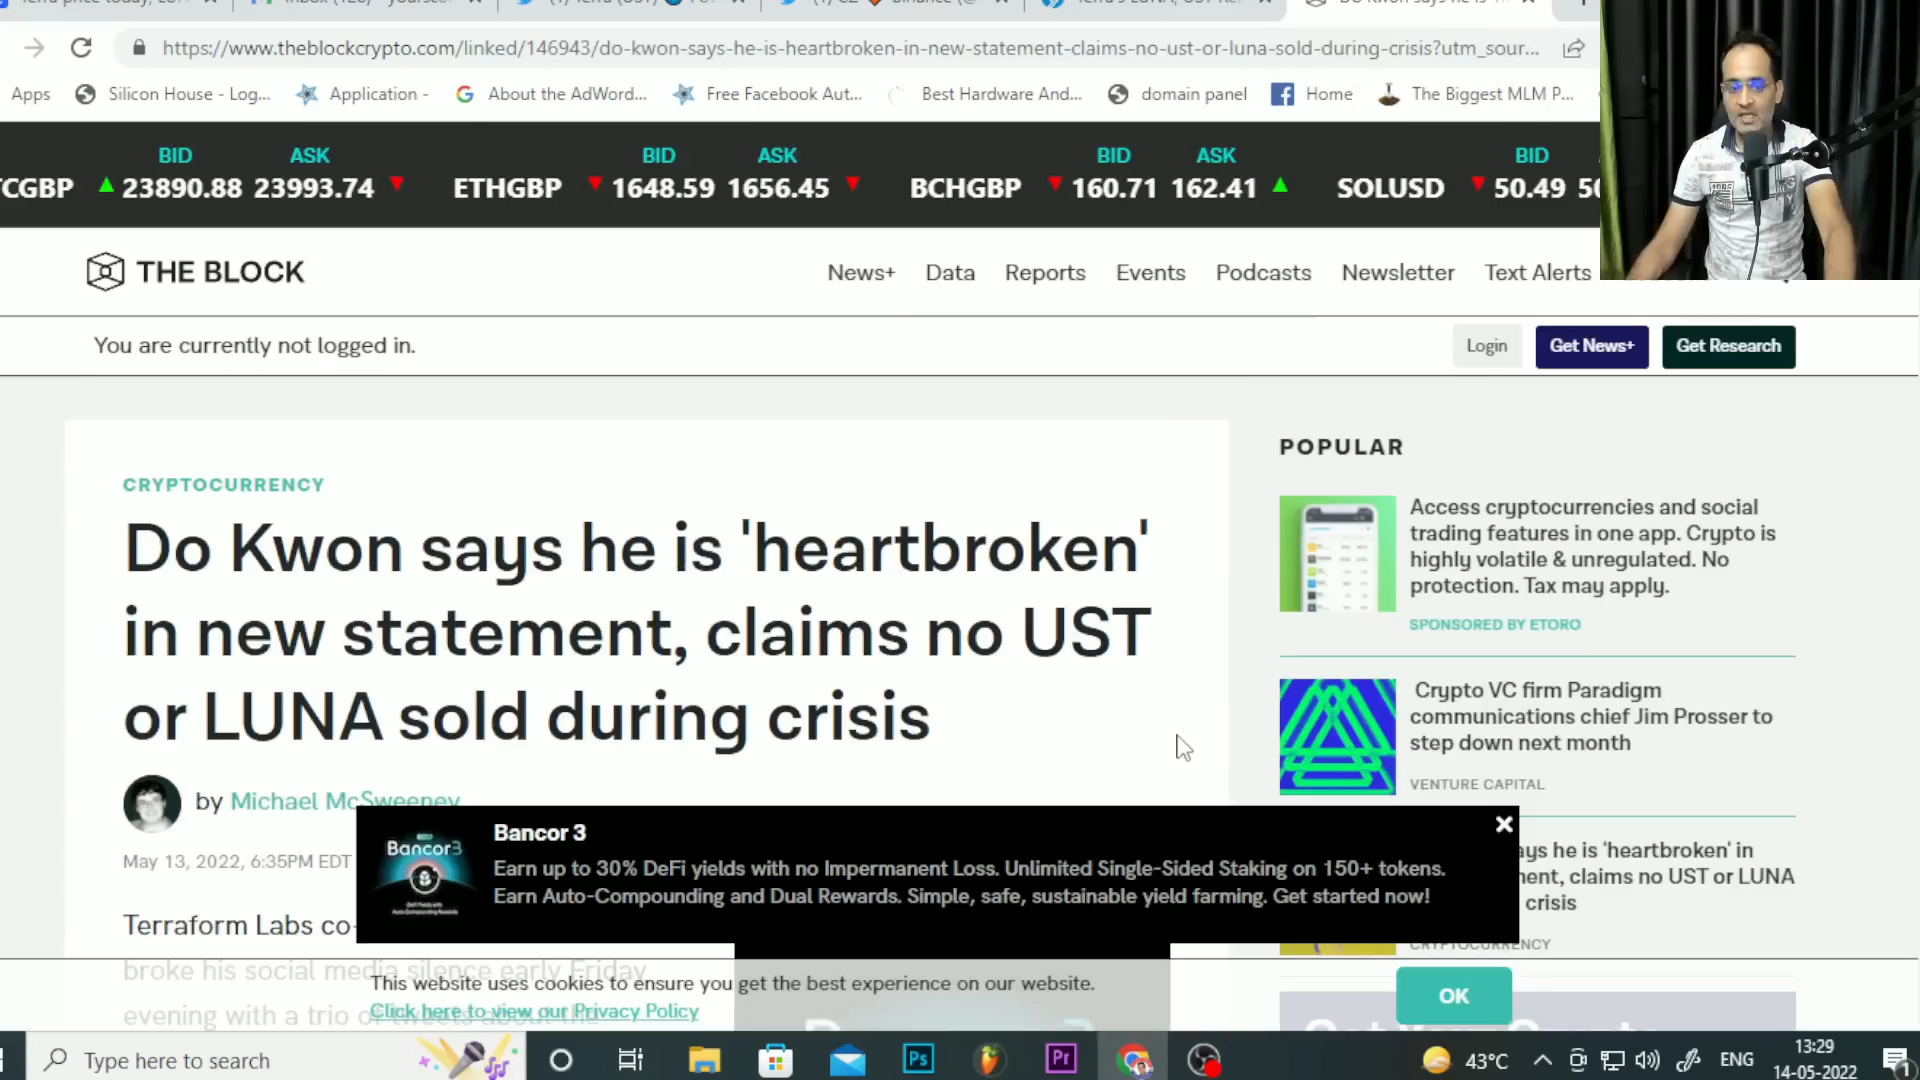 https://www.theblockcrypto.com/linked/146943/do-kwon-says-he-is-heartbroken-in-new-statement-claims-no-ust-or-luna-sold-during-crisis?utm_sour...
Apps Silicon House - Log... Application - About the AdWord... Free Facebook Aut... Best Hardware And... domain panel Home The Biggest MLM P...
BID ASK BID ASK BID ASK BID
TCGBP 23890.88 23993.74 ETHGBP 1648.59 1656.45 BCHGBP 160.71 162.41 SOLUSD 50.49 50
THE BLOCK
News+ Data Reports Events Podcasts Newsletter Text Alerts
You are currently not logged in.
Login Get News+ Get Research
CRYPTOCURRENCY
Do Kwon says he is 'heartbroken'
in new statement, claims no UST
or LUNA sold during crisis
by Michael McSweeney
May 13, 2022, 6:35PM EDT
Terraform Labs co-
broke his social media silence early Friday
evening with a trio of tweets about the
POPULAR
Access cryptocurrencies and social
trading features in one app. Crypto is
highly volatile & unregulated. No
protection. Tax may apply.
SPONSORED BY ETORO
Crypto VC firm Paradigm
communications chief Jim Prosser to
step down next month
VENTURE CAPITAL
ays he is 'heartbroken' in
ent, claims no UST or LUNA
crisis
CRYPTOCURRENCY
Bancor3
Bancor 3
Earn up to 30% DeFi yields with no Impermanent Loss. Unlimited Single-Sided Staking on 150+ tokens.
Earn Auto-Compounding and Dual Rewards. Simple, safe, sustainable yield farming. Get started now!
This website uses cookies to ensure you get the best experience on our website.
Click here to view our Privacy Policy
OK
Type here to search
Ps
Pr
43°C
ENG
13:29
14-05-2022
1